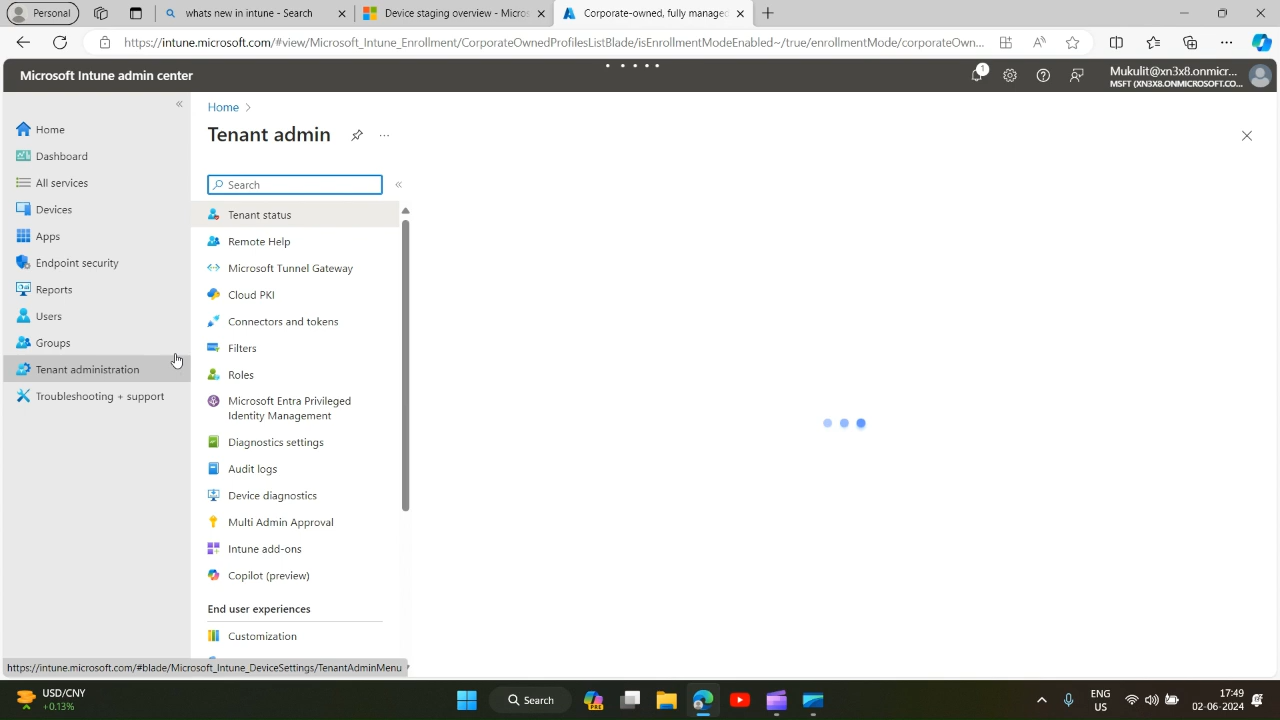 Personal
whats new in intune - Search
Device staging overview - Micros
Corporate-owned, fully managed
https://intune.microsoft.com/#view/Microsoft_Intune_Enrollment/CorporateOwnedProfilesListBlade/isEnrollmentModeEnabled~/true/enrollmentMode/corporateOwn...
Microsoft Intune admin center
1
Mukulit@xn3x8.onmicr...
MSFT (XN3X8.ONMICROSOFT.CO...
Home
Dashboard
All services
Devices
Apps
Endpoint security
Reports
Users
Groups
Tenant administration
Troubleshooting + support
Home
Tenant admin
Search
Tenant status
Remote Help
Microsoft Tunnel Gateway
Cloud PKI
Connectors and tokens
Filters
Roles
Microsoft Entra Privileged
Identity Management
Diagnostics settings
Audit logs
Device diagnostics
Multi Admin Approval
Intune add-ons
Copilot (preview)
End user experiences
Customization
https://intune.microsoft.com/#blade/Microsoft_Intune_DeviceSettings/TenantAdminMenu
USD/CNY
+0.13%
Search
PRE
ENG
US
17:49
02-06-2024